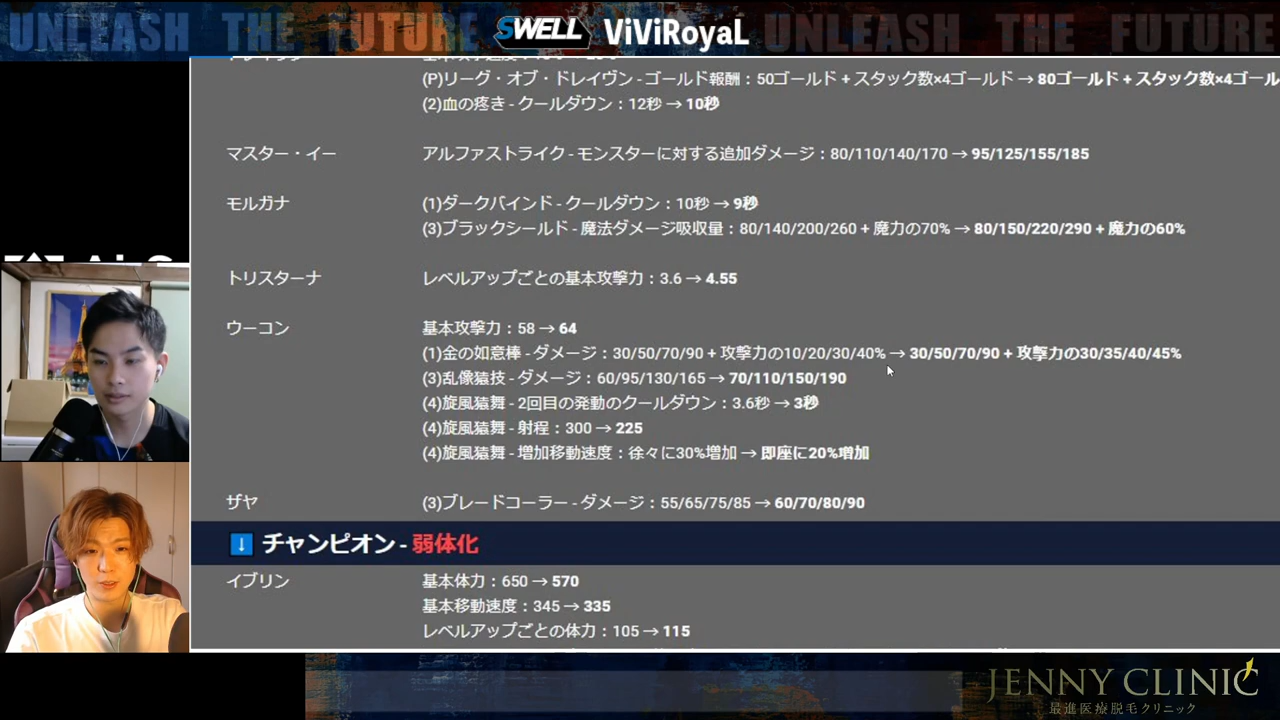 UNLEASH THE FUTURE SWELL ViViRoyaL UNLEASH THE FUTURE
(P)リーグ・オブ・ドレイヴン - ゴールド報酬：50ゴールド + スタック数×4ゴールド → 80ゴールド + スタック数×4ゴール
(2)血の疼き - クールダウン：12秒 → 10秒
マスター・イー アルファストライク - モンスターに対する追加ダメージ：80/110/140/170 → 95/125/155/185
モルガナ (1)ダークバインド - クールダウン：10秒 → 9秒
(3)ブラックシールド - 魔法ダメージ吸収量：80/140/200/260 + 魔力の70% → 80/150/220/290 + 魔力の60%
トリスターナ レベルアップごとの基本攻撃力：3.6 → 4.55
ウーコン 基本攻撃力：58 → 64
(1)金の如意棒 - ダメージ：30/50/70/90 + 攻撃力の10/20/30/40% → 30/50/70/90 + 攻撃力の30/35/40/45%
(3)乱像猿技 - ダメージ：60/95/130/165 → 70/110/150/190
(4)旋風猿舞 - 2回目の発動のクールダウン：3.6秒 → 3秒
(4)旋風猿舞 - 射程：300 → 225
(4)旋風猿舞 - 増加移動速度：徐々に30%増加 → 即座に20%増加
ザヤ (3)ブレードコーラー - ダメージ：55/65/75/85 → 60/70/80/90
↓ チャンピオン - 弱体化
イブリン 基本体力：650 → 570
基本移動速度：345 → 335
レベルアップごとの体力：105 → 115
JENNY CLINIC
最進医療脱毛クリニック